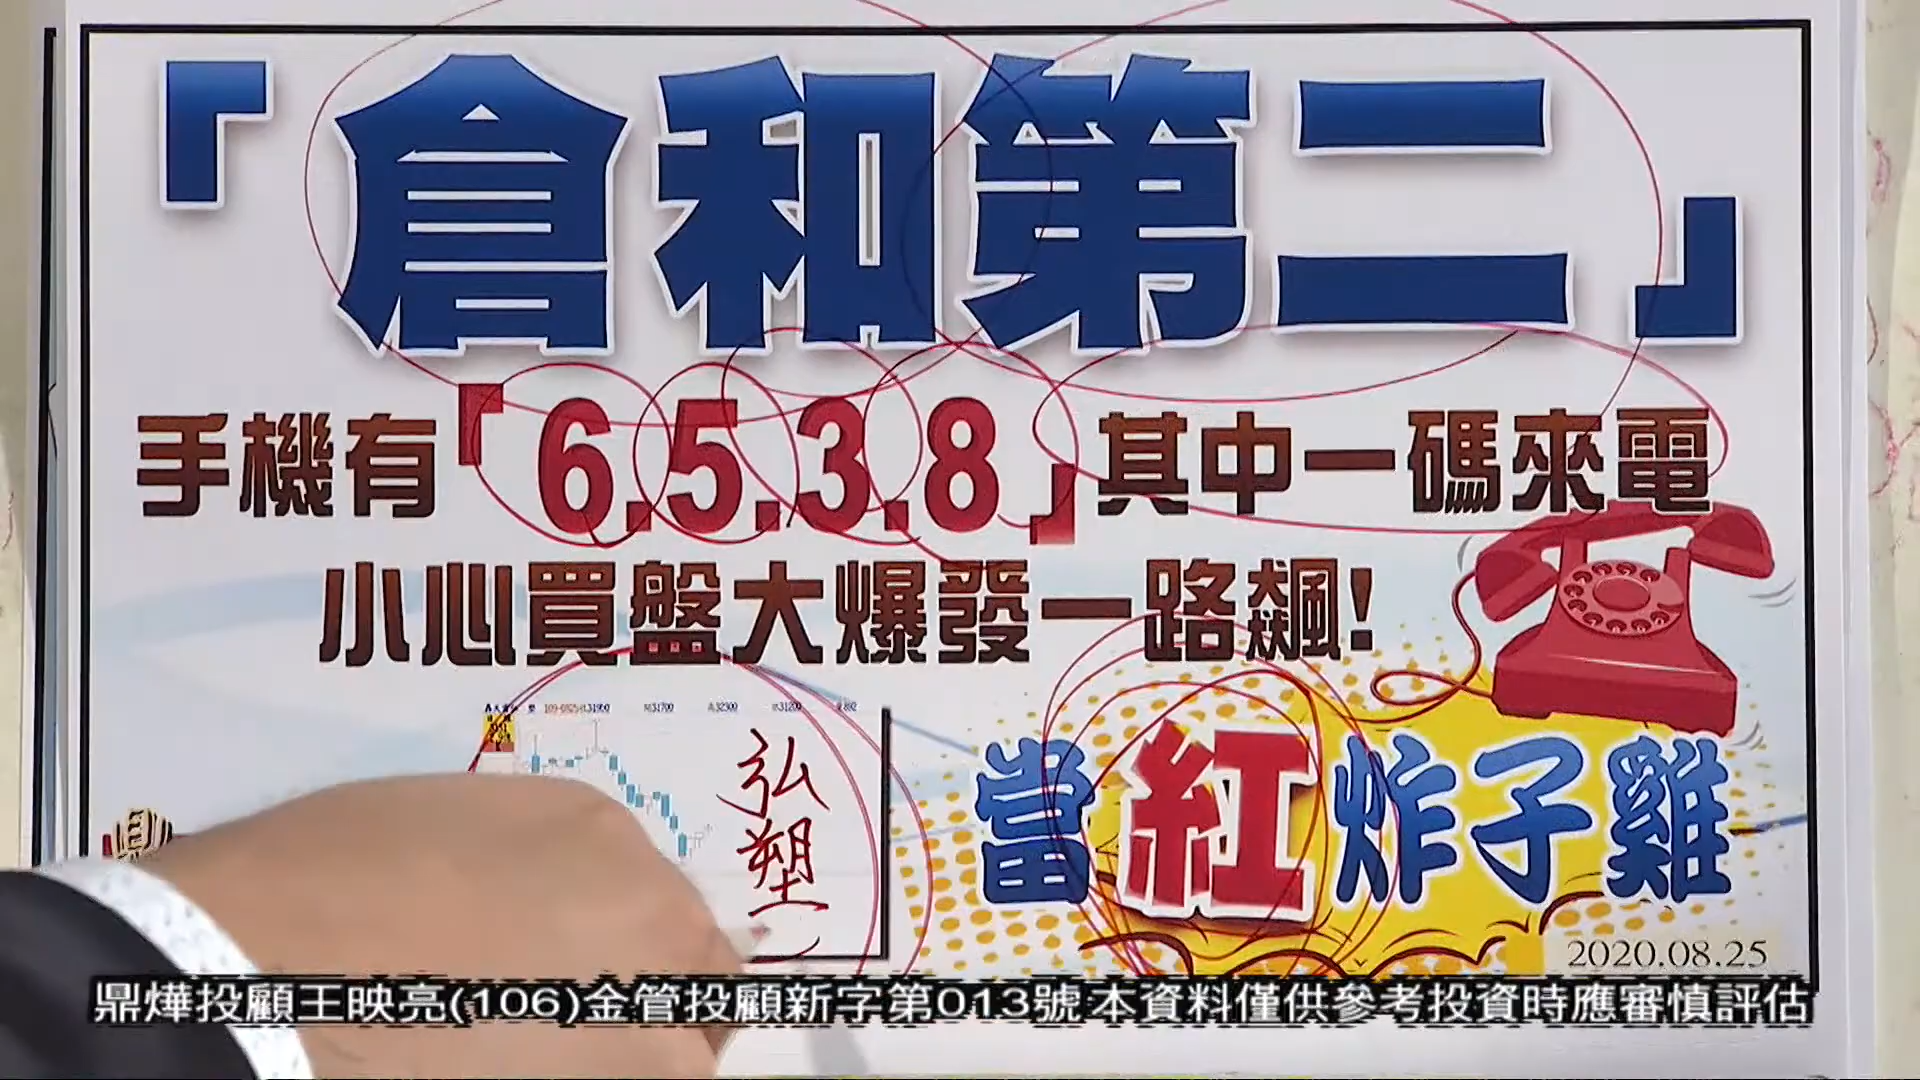 「倉和第二」
手機有「6.5.3.8」其中一碼來電
小心買盤大爆發一路飆!
弘塑
當紅炸子雞
2020.08.25
鼎燁投顧王映亮(106)金管投顧新字第013號本資料僅供參考投資時應審慎評估